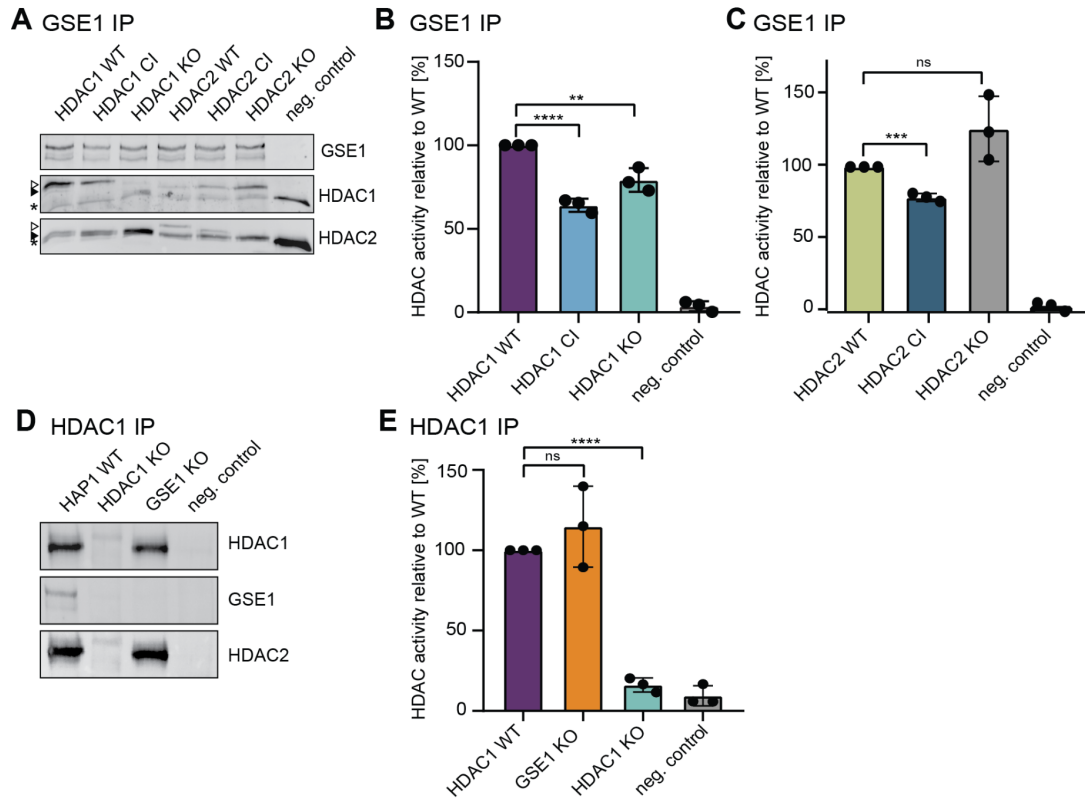 A GSE1 IP
HDAC1 WT
HDAC1 CI
HDAC1 KO
HDAC2 WT
HDAC2 CI
HDAC2 KO
neg. control
GSE1
HDAC1
*
HDAC2
*
B GSE1 IP
HDAC activity relative to WT [%]
150
100
50
0
**
****
HDAC1 WT
HDAC1 CI
HDAC1 KO
neg. control
C GSE1 IP
HDAC activity relative to WT [%]
150
100
50
0
ns
***
HDAC2 WT
HDAC2 CI
HDAC2 KO
neg. control
D HDAC1 IP
HAP1 WT
HDAC1 KO
GSE1 KO
neg. control
HDAC1
GSE1
HDAC2
E HDAC1 IP
HDAC activity relative to WT [%]
150
100
50
0
****
ns
HDAC1 WT
GSE1 KO
HDAC1 KO
neg. control